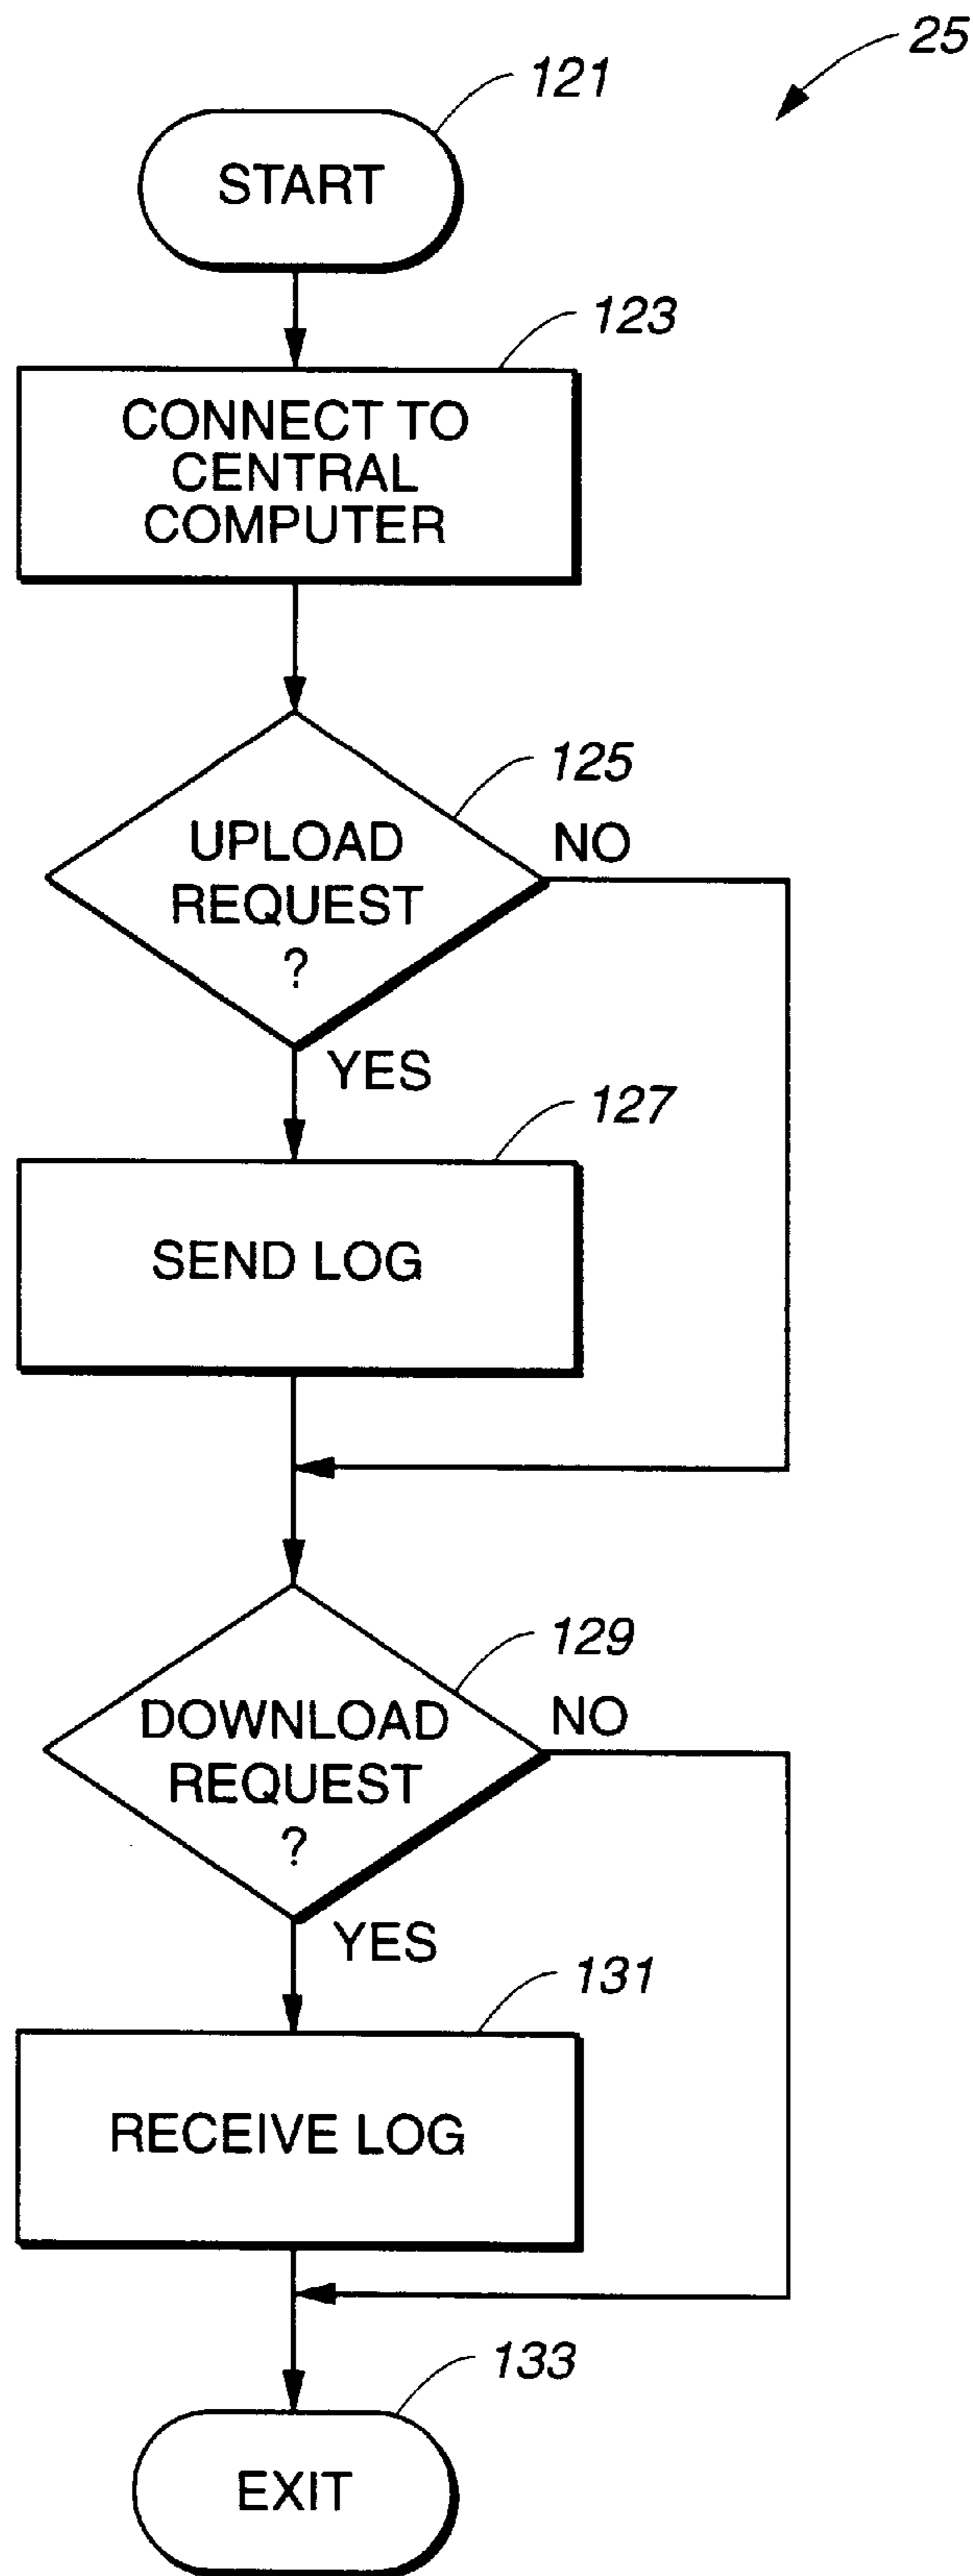 25
121
START
123
CONNECT TO
CENTRAL
COMPUTER
125
UPLOAD
REQUEST
?
NO
YES
127
SEND LOG
129
DOWNLOAD
REQUEST
?
NO
YES
131
RECEIVE LOG
133
EXIT